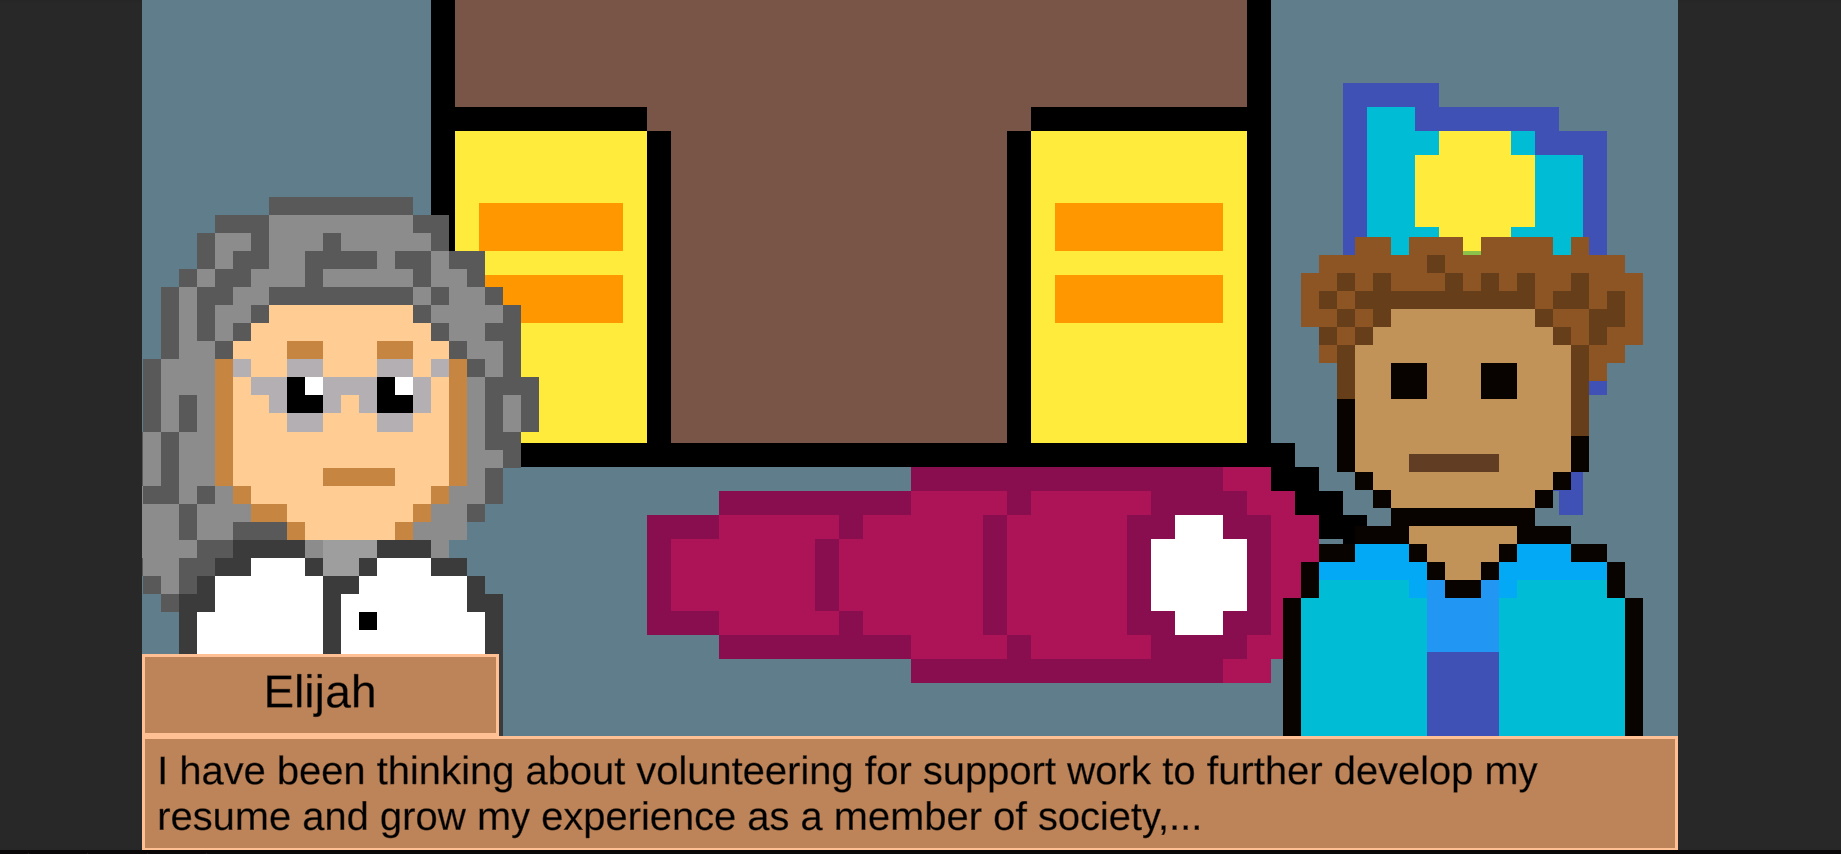 Elijah
I have been thinking about volunteering for support work to further develop my
resume and grow my experience as a member of society,...